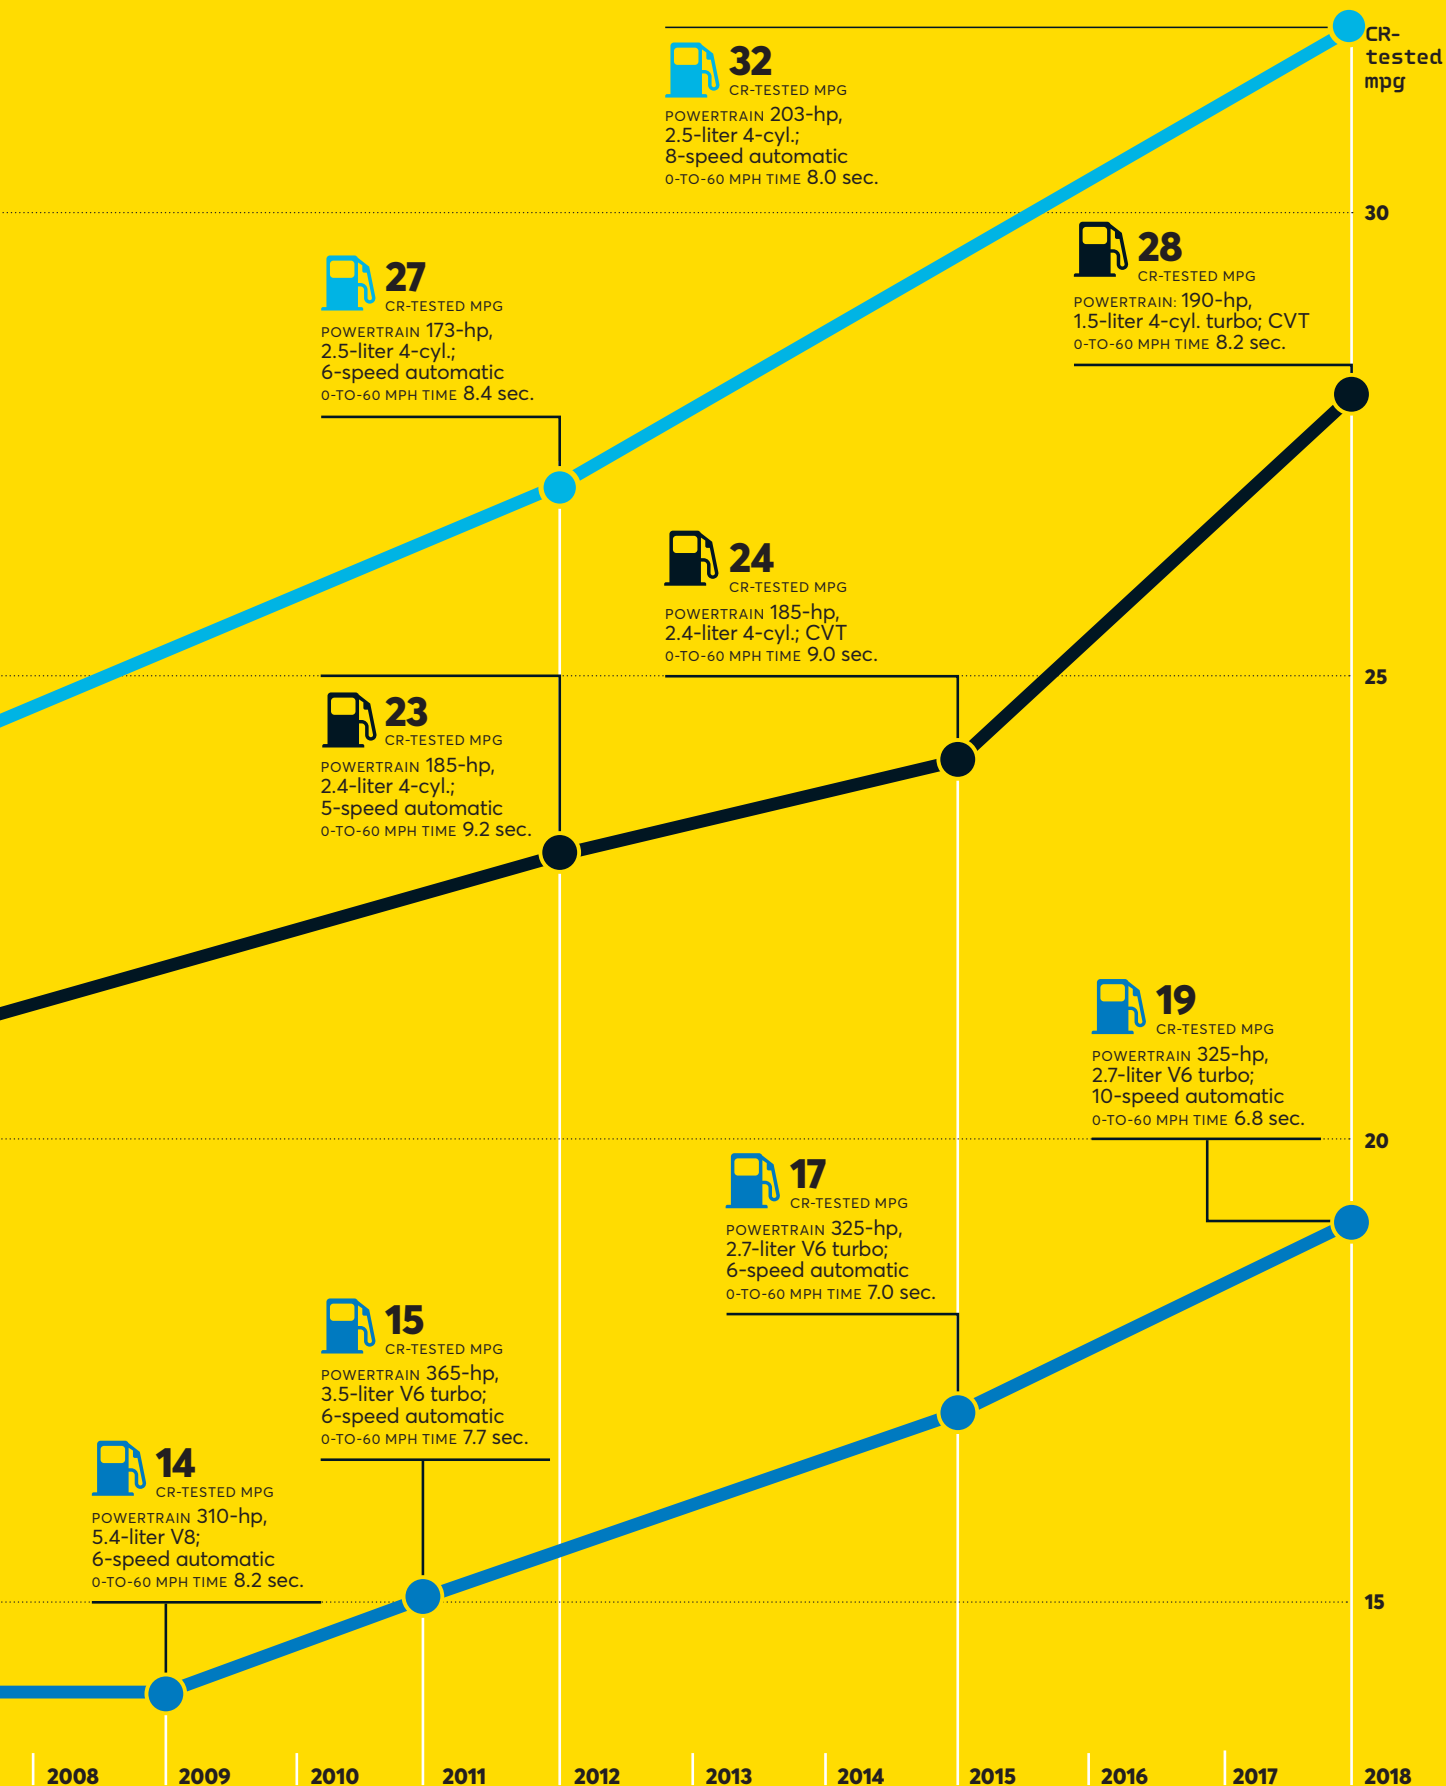 CR-
tested
mpg
32
CR-TESTED MPG
POWERTRAIN 203-hp,
2.5-liter 4-cyl.;
8-speed automatic
0-TO-60 MPH TIME 8.0 sec.
30
28
CR-TESTED MPG
POWERTRAIN: 190-hp,
1.5-liter 4-cyl. turbo; CVT
0-TO-60 MPH TIME 8.2 sec.
27
CR-TESTED MPG
POWERTRAIN 173-hp,
2.5-liter 4-cyl.;
6-speed automatic
0-TO-60 MPH TIME 8.4 sec.
24
CR-TESTED MPG
POWERTRAIN 185-hp,
2.4-liter 4-cyl.; CVT
0-TO-60 MPH TIME 9.0 sec.
25
23
CR-TESTED MPG
POWERTRAIN 185-hp,
2.4-liter 4-cyl.;
5-speed automatic
0-TO-60 MPH TIME 9.2 sec.
19
CR-TESTED MPG
POWERTRAIN 325-hp,
2.7-liter V6 turbo;
10-speed automatic
0-TO-60 MPH TIME 6.8 sec.
20
17
CR-TESTED MPG
POWERTRAIN 325-hp,
2.7-liter V6 turbo;
6-speed automatic
0-TO-60 MPH TIME 7.0 sec.
15
CR-TESTED MPG
POWERTRAIN 365-hp,
3.5-liter V6 turbo;
6-speed automatic
0-TO-60 MPH TIME 7.7 sec.
14
CR-TESTED MPG
POWERTRAIN 310-hp,
5.4-liter V8;
6-speed automatic
0-TO-60 MPH TIME 8.2 sec.
15
2008 2009 2010 2011 2012 2013 2014 2015 2016 2017 2018